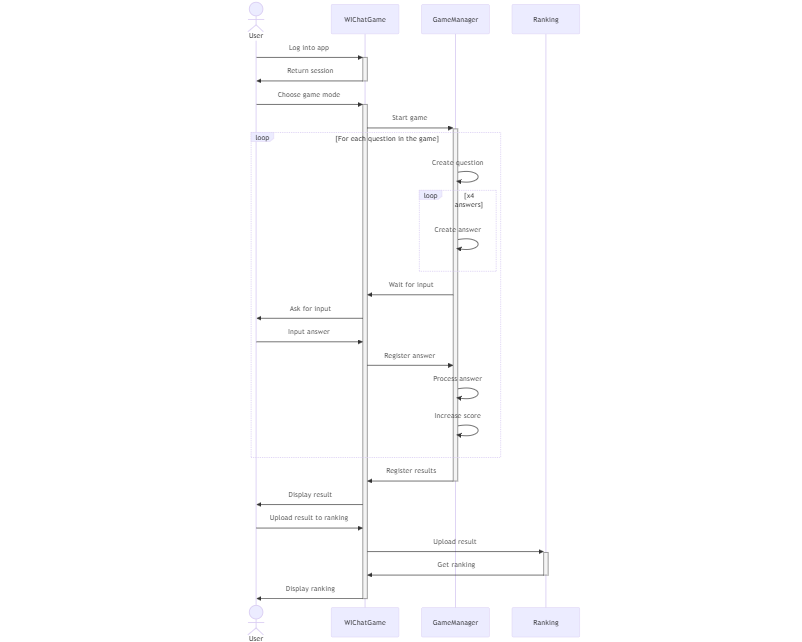 WIChatGame
GameManager
Ranking
User
Log into app
Return session
Choose game mode
Start game
loop
[For each question in the game]
Create question
loop
[x4
answers]
Create answer
Wait for input
Ask for input
Input answer
Register answer
Process answer
Increase score
Register results
Display result
Upload result to ranking
Upload result
Get ranking
Display ranking
WIChatGame
GameManager
Ranking
User